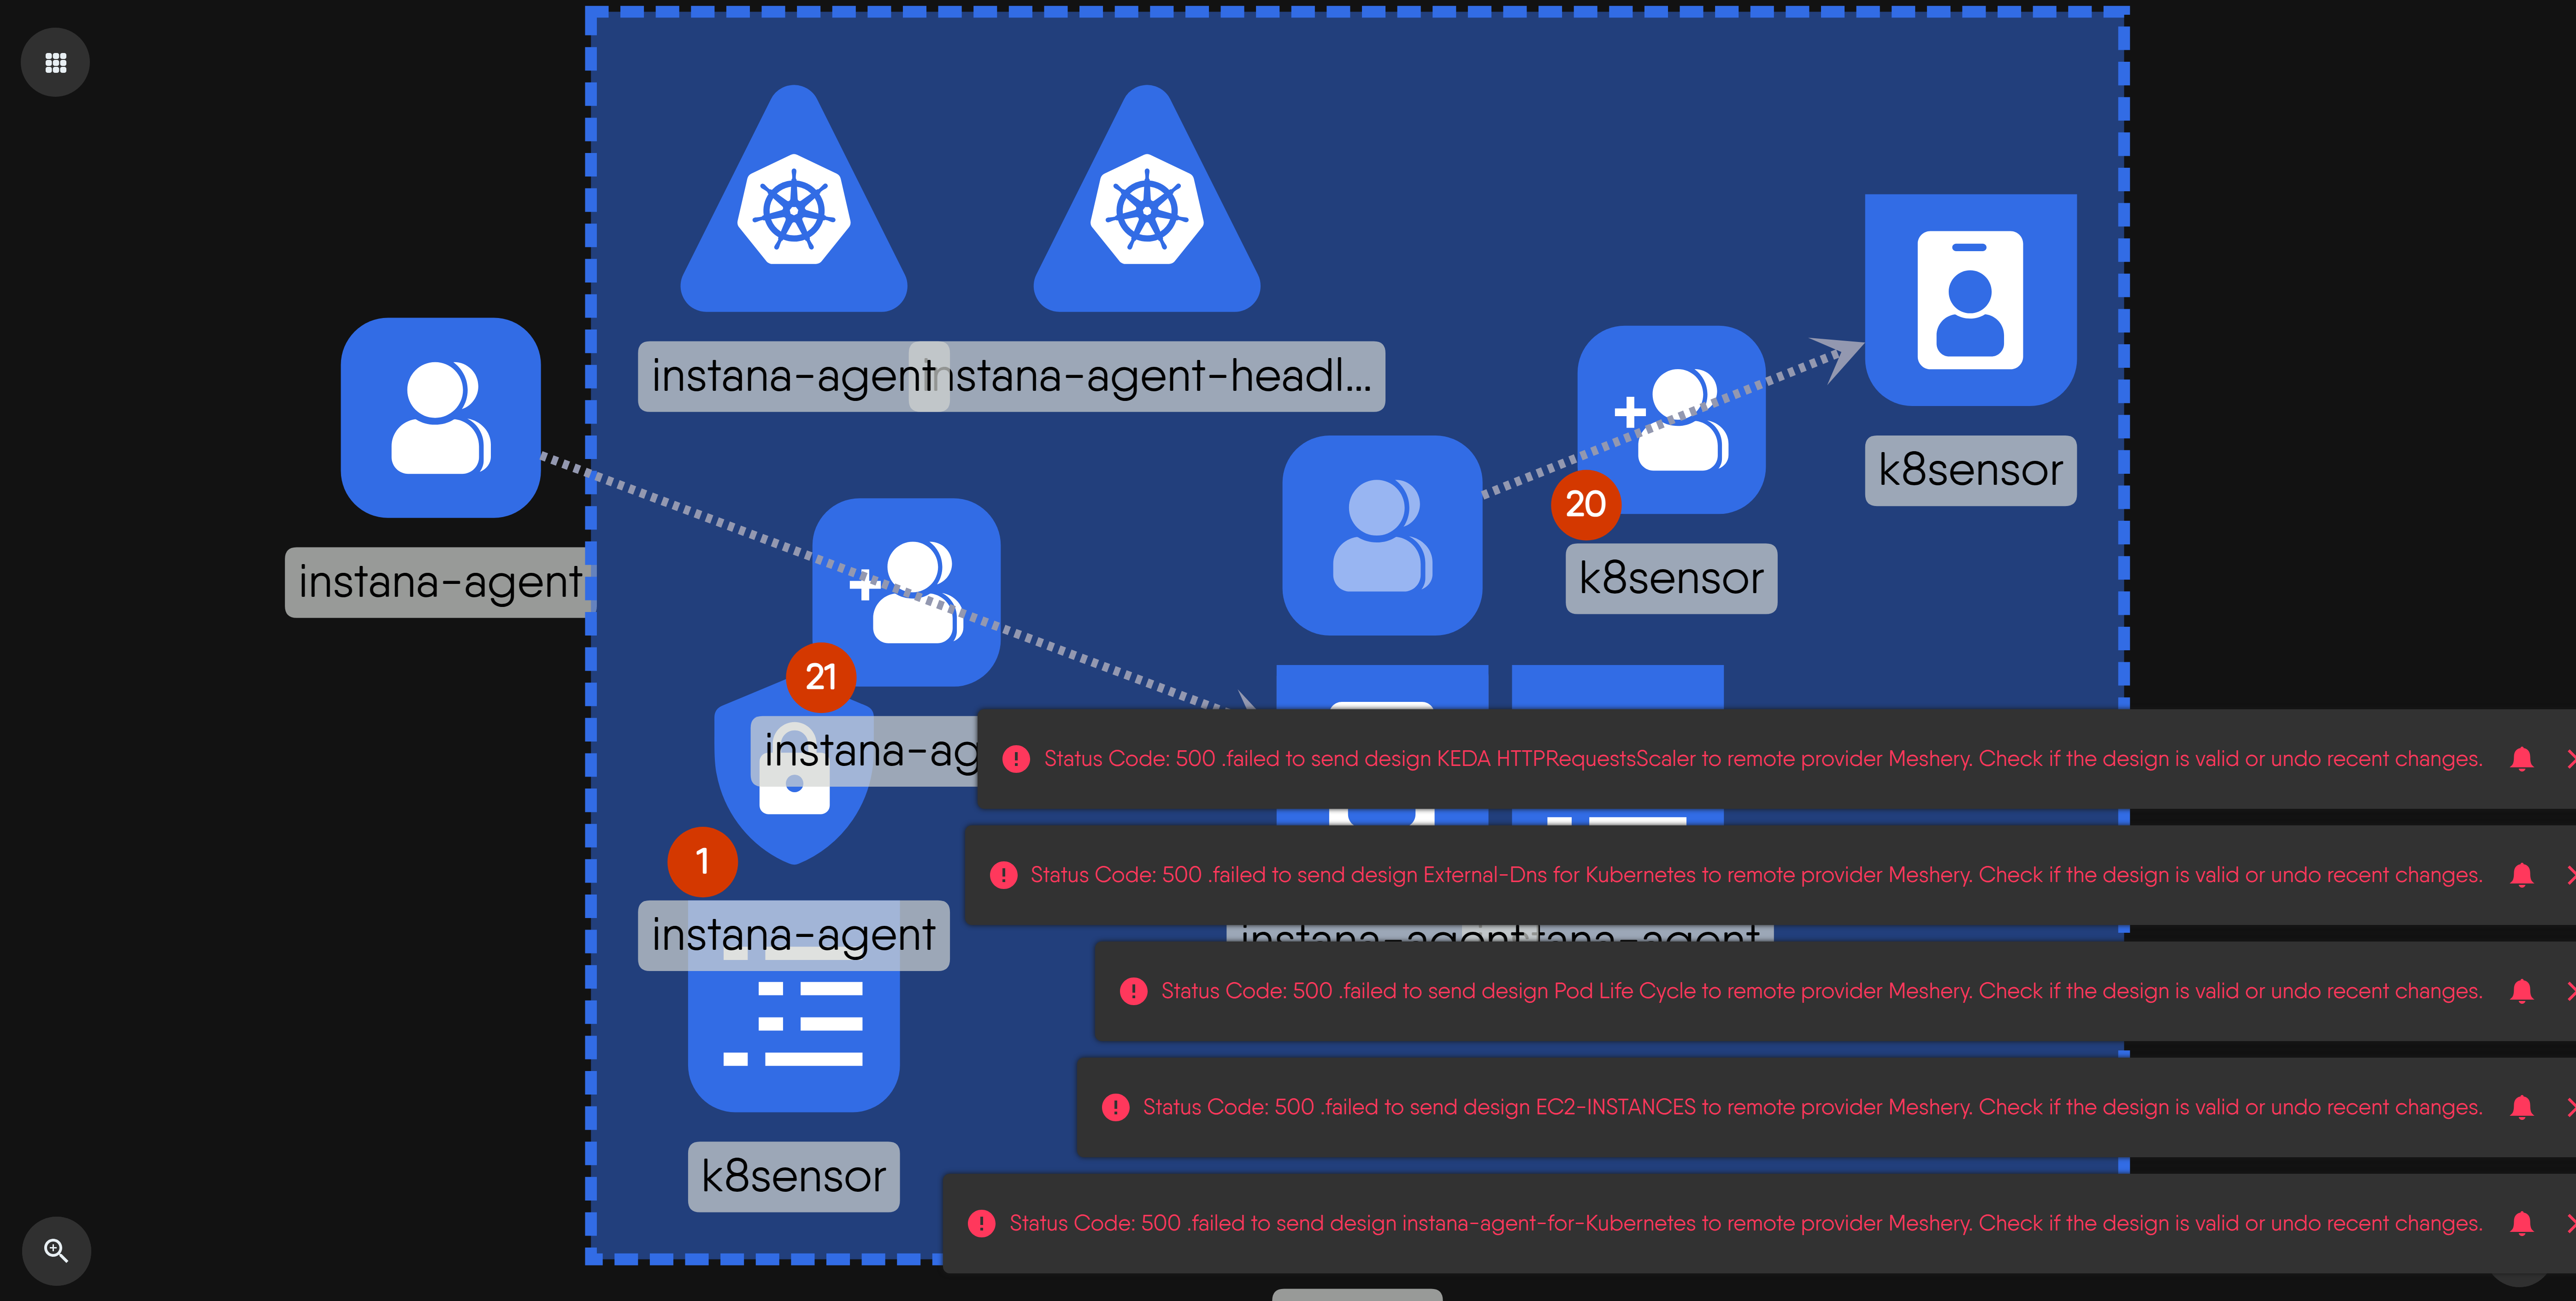 instana-agent
instana-agent-headl...
instana-agent
k8sensor
20
k8sensor
21
instana-ag
1
instana-agent
k8sensor
Status Code: 500 .failed to send design KEDA HTTPRequestsScaler to remote provider Meshery. Check if the design is valid or undo recent changes.
Status Code: 500 .failed to send design External-Dns for Kubernetes to remote provider Meshery. Check if the design is valid or undo recent changes.
instana-agent tana-agent
Status Code: 500 .failed to send design Pod Life Cycle to remote provider Meshery. Check if the design is valid or undo recent changes.
Status Code: 500 .failed to send design EC2-INSTANCES to remote provider Meshery. Check if the design is valid or undo recent changes.
Status Code: 500 .failed to send design instana-agent-for-Kubernetes to remote provider Meshery. Check if the design is valid or undo recent changes.